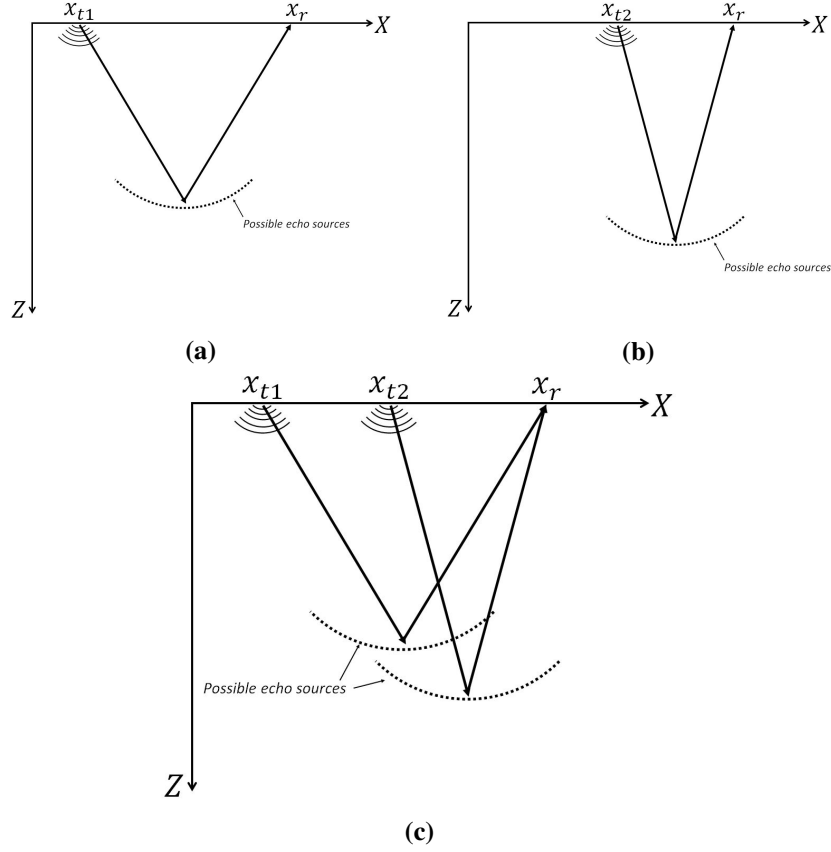 x_{t1} x_r X
Possible echo sources
Z
(a)
x_{t2} x_r X
Possible echo sources
Z
(b)
x_{t1} x_{t2} x_r X
Possible echo sources
Z
(c)